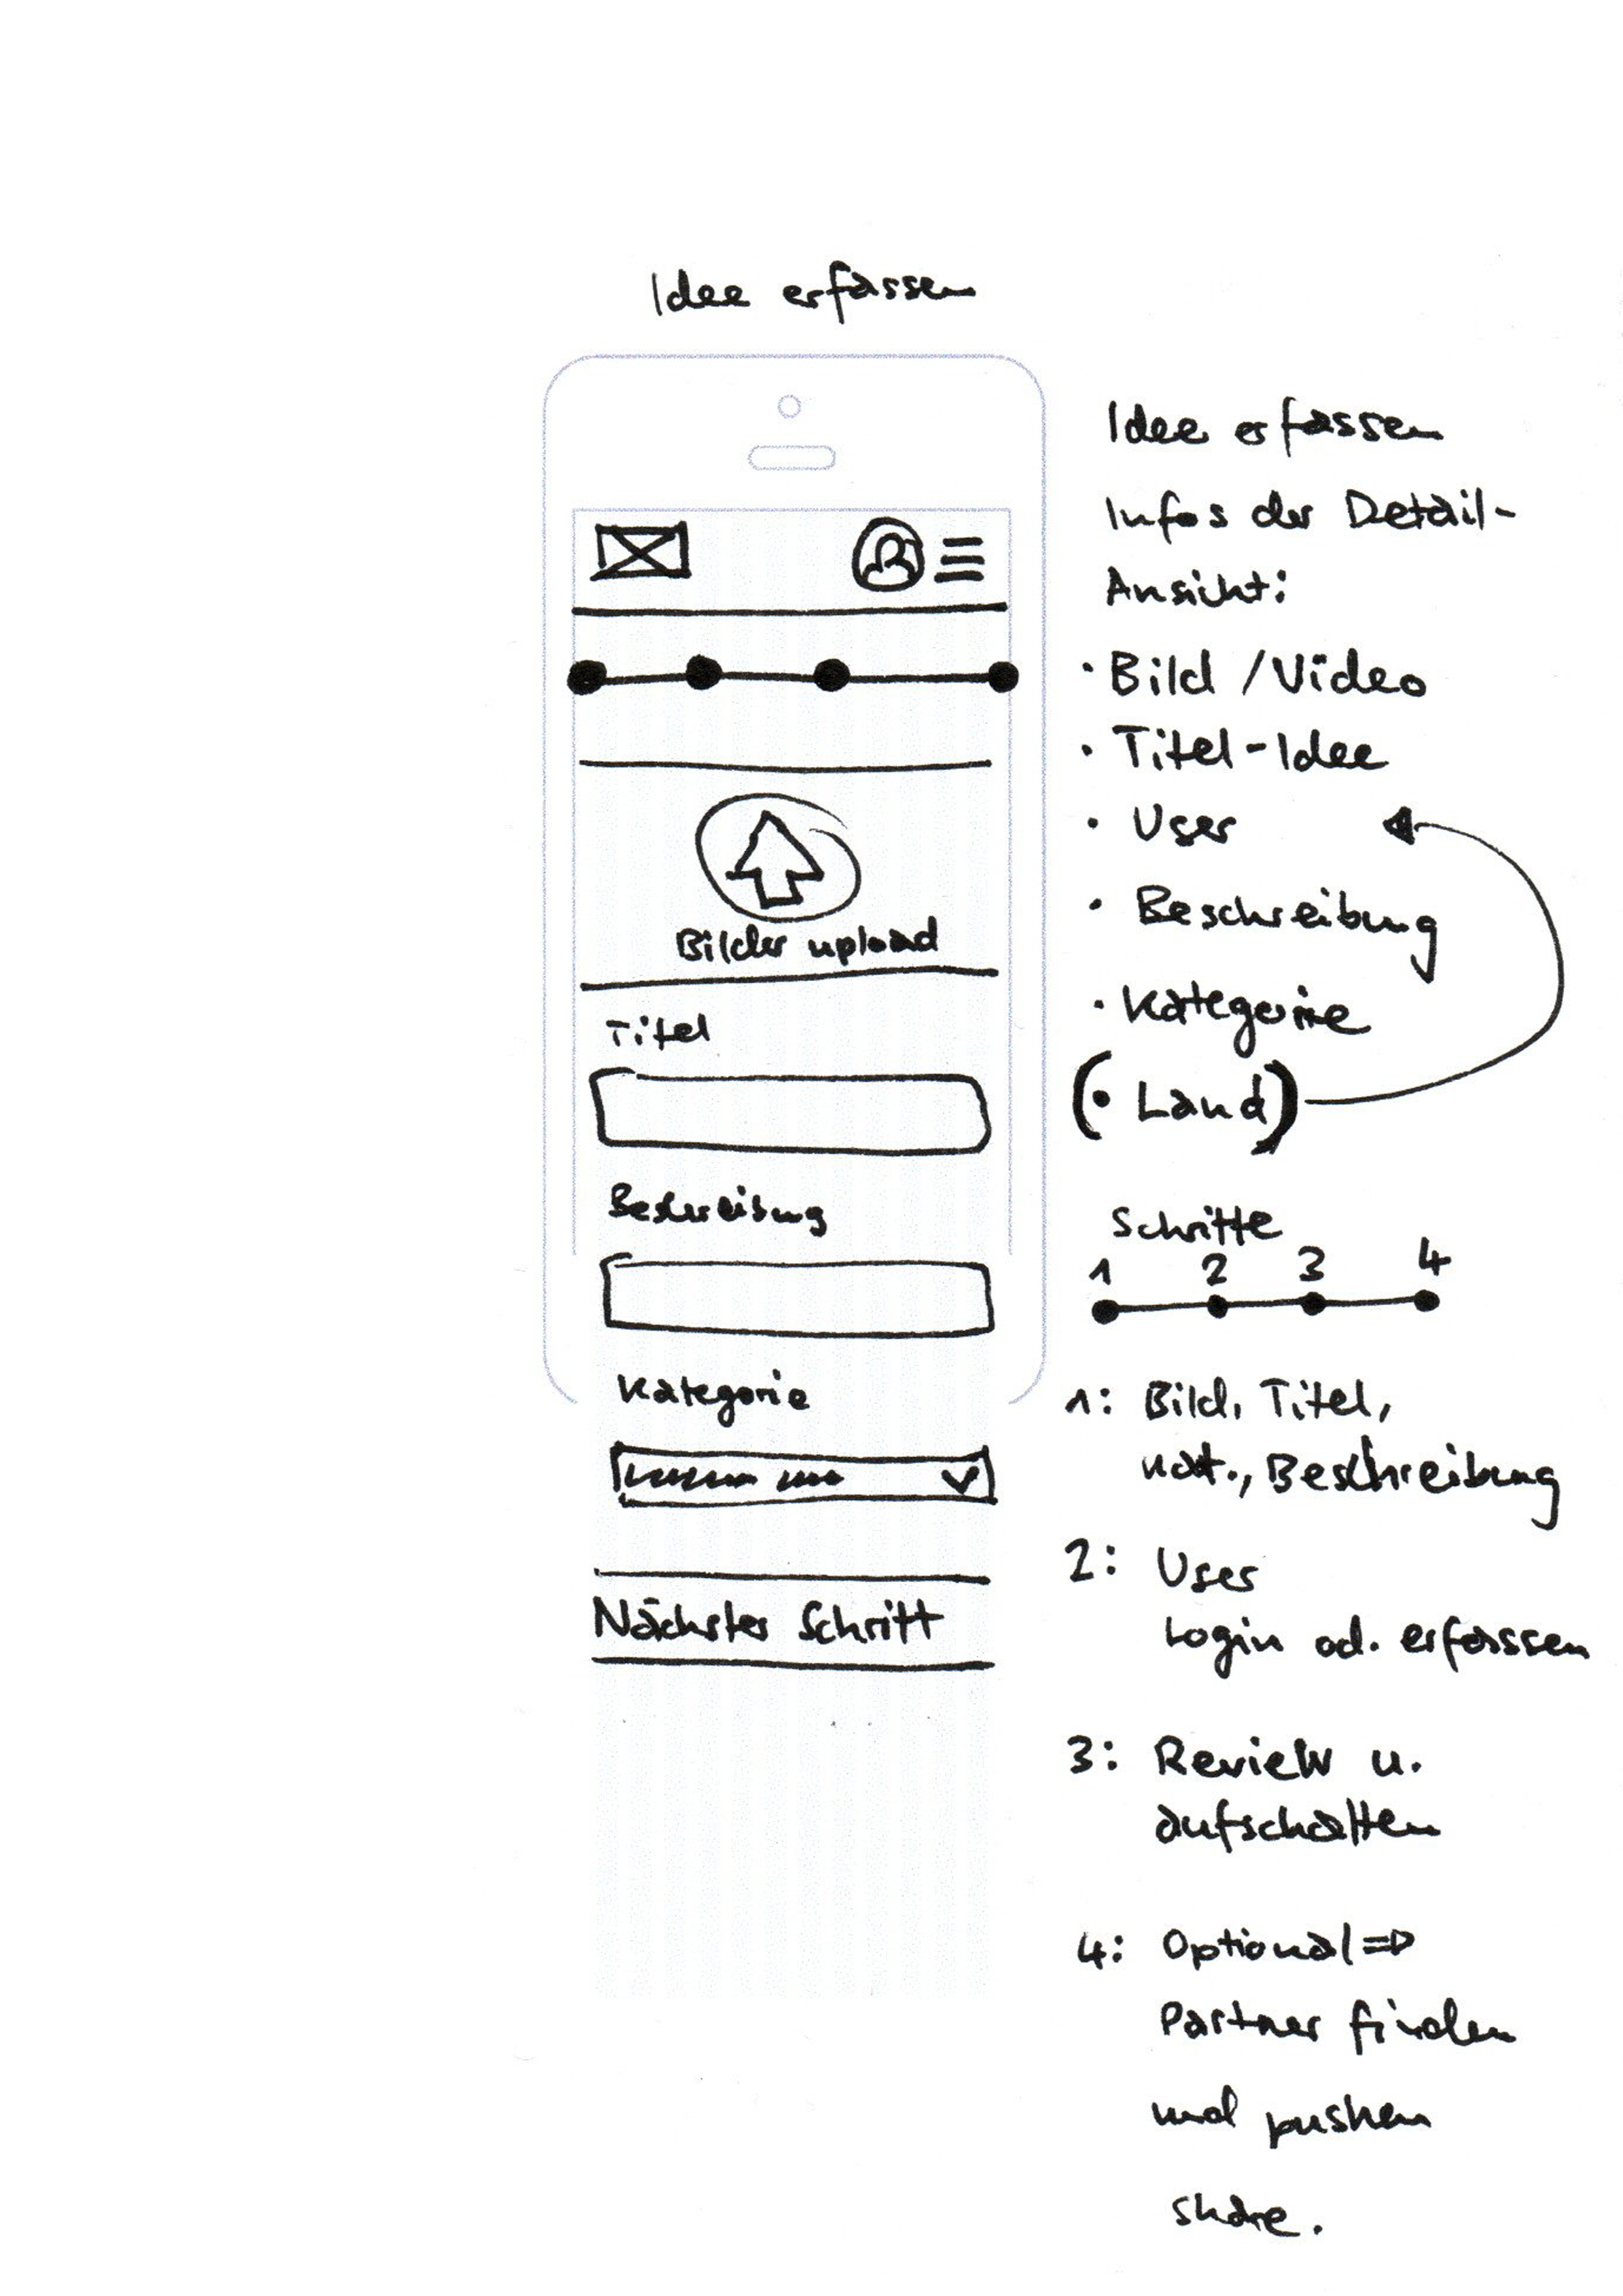 Idee erfassen
Bilder upload
Titel
Beschreibung
Kategorie
Nächster Schritt
Idee erfassen
Infos der Detail-
Ansicht:
· Bild / Video
· Titel-Idee
· User
· Beschreibung
· Kategorie
(· Land)
Schritte
1 2 3 4
1: Bild, Titel,
Kat., Beschreibung
2: User
Login od. erfassen
3: Review u.
aufschalten
4: Optional =>
Partner finden
und pushen
share.